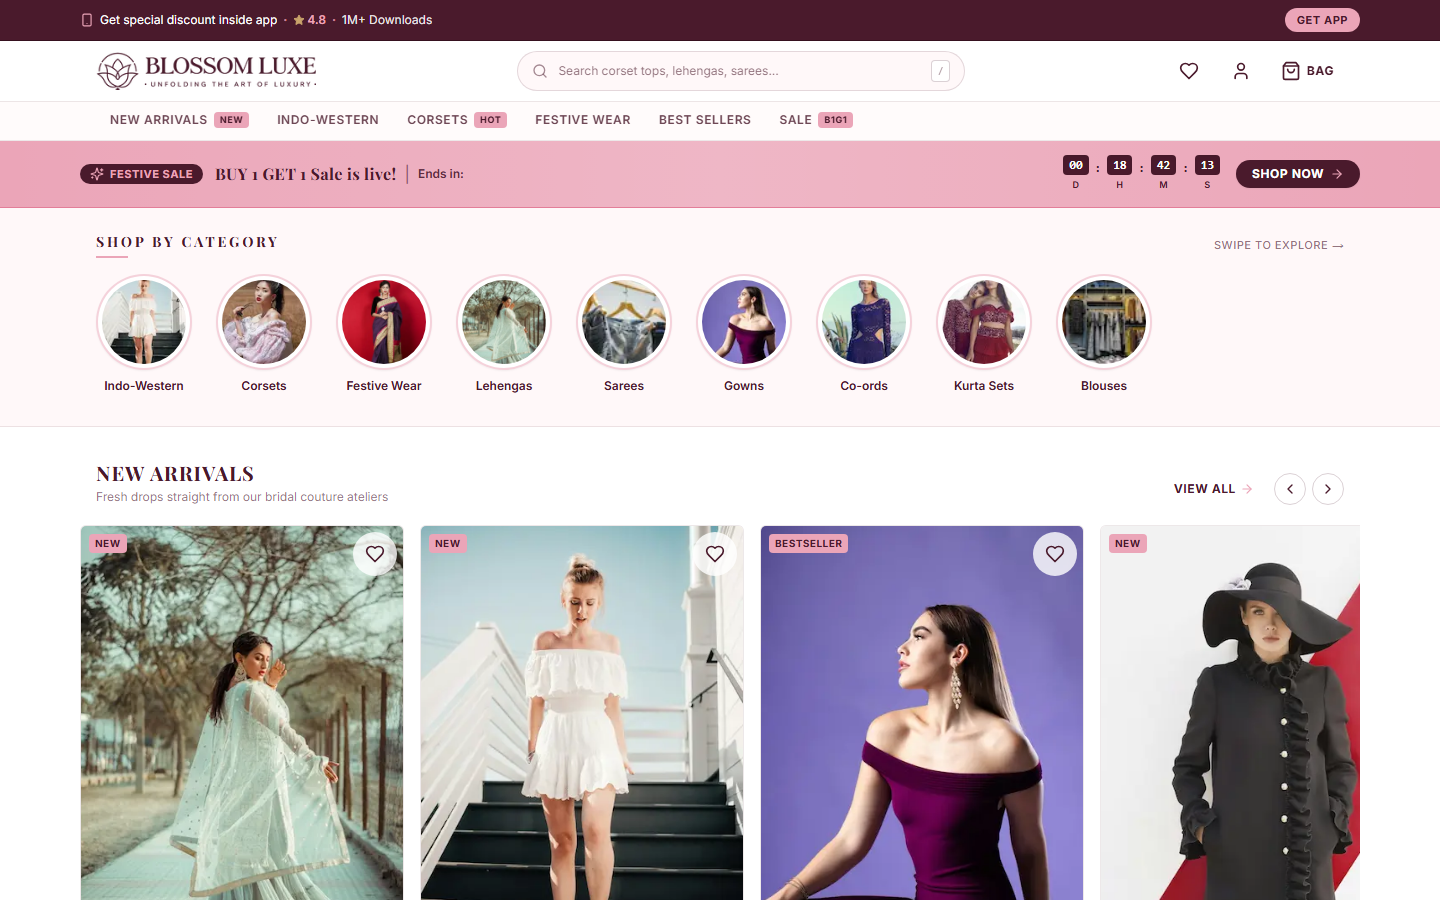 Get special discount inside app · ★ 4.8 · 1M+ Downloads
GET APP
BLOSSOM LUXE
• UNFOLDING THE ART OF LUXURY •
Search corset tops, lehengas, sarees...
/
BAG
NEW ARRIVALS NEW
INDO-WESTERN
CORSETS HOT
FESTIVE WEAR
BEST SELLERS
SALE B1G1
FESTIVE SALE
BUY 1 GET 1 Sale is live!
Ends in:
00 : 18 : 42 : 13
D H M S
SHOP NOW →
SHOP BY CATEGORY
SWIPE TO EXPLORE →
Indo-Western
Corsets
Festive Wear
Lehengas
Sarees
Gowns
Co-ords
Kurta Sets
Blouses
NEW ARRIVALS
Fresh drops straight from our bridal couture ateliers
VIEW ALL →
NEW
NEW
BESTSELLER
NEW